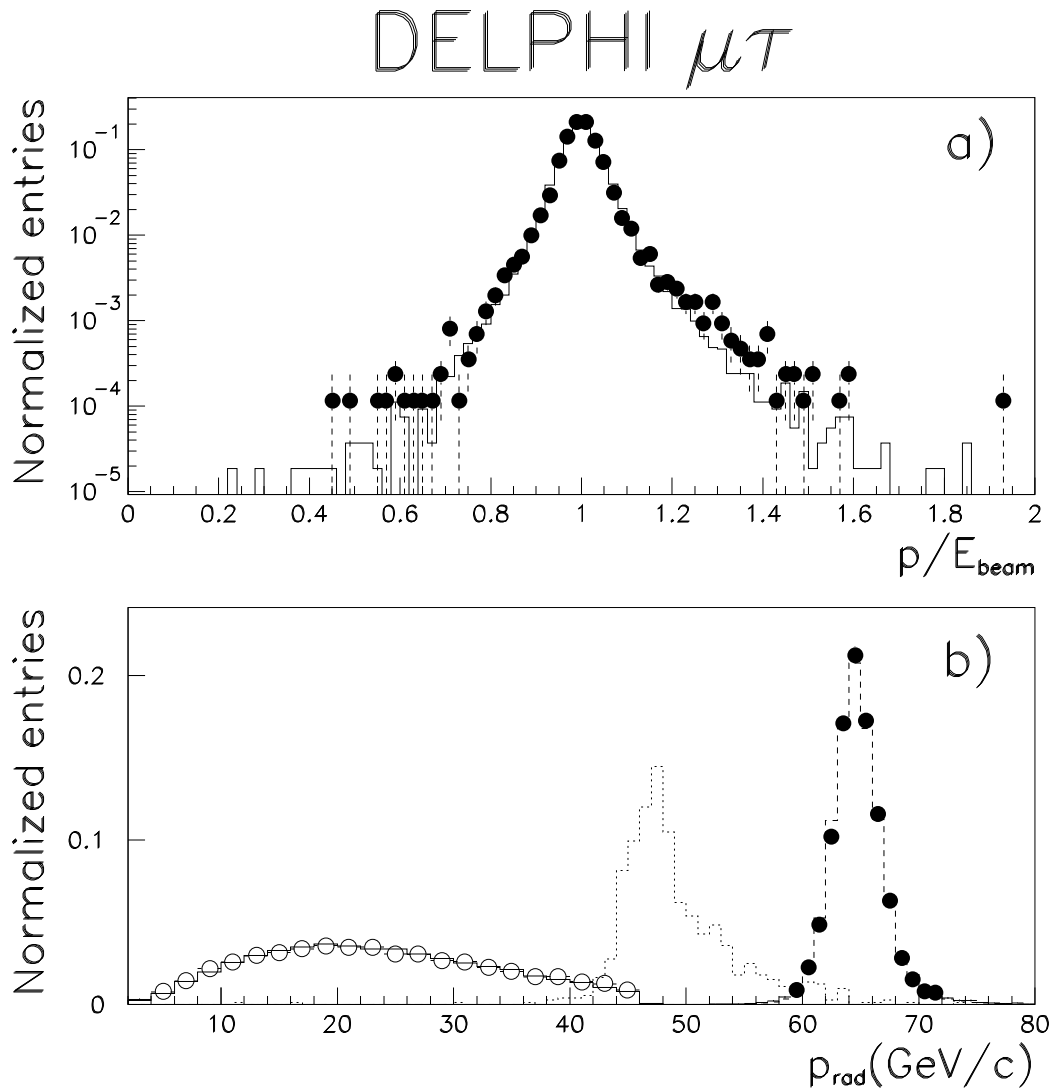 DELPHI μτ
Normalized entries
a)
10⁻¹
10⁻²
10⁻³
10⁻⁴
10⁻⁵
0 0.2 0.4 0.6 0.8 1 1.2 1.4 1.6 1.8 2
p/E_beam
Normalized entries
b)
0.2
0.1
0
10 20 30 40 50 60 70 80
p_rad(GeV/c)